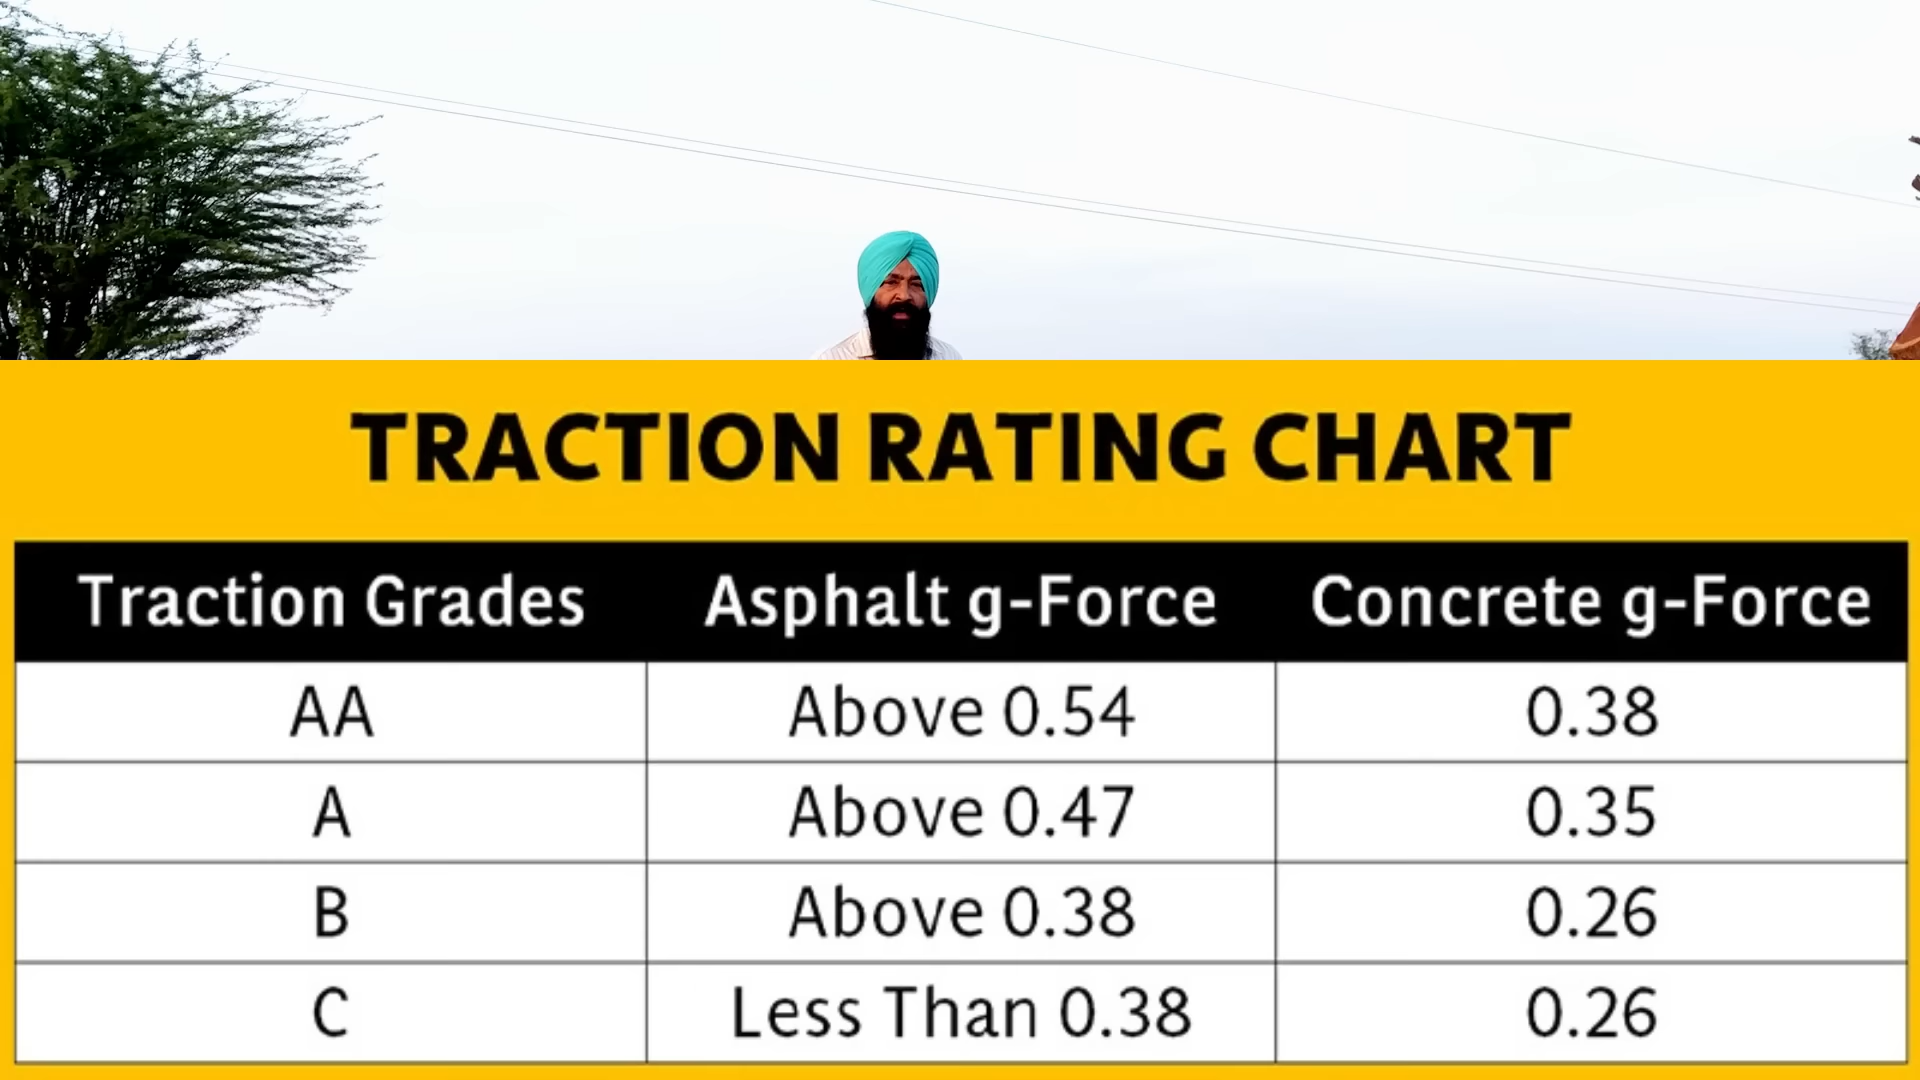 TRACTION RATING CHART
Traction Grades Asphalt g-Force Concrete g-Force
AA Above 0.54 0.38
A Above 0.47 0.35
B Above 0.38 0.26
C Less Than 0.38 0.26